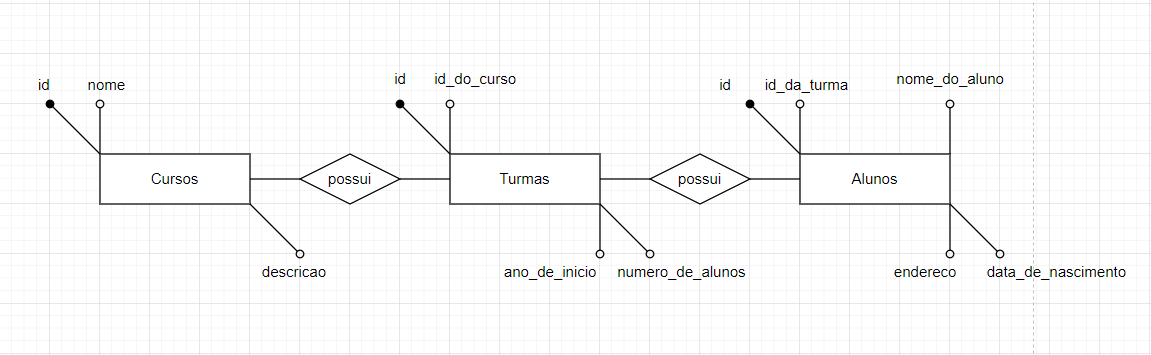 id nome
id id_do_curso
id id_da_turma nome_do_aluno
Cursos possui Turmas possui Alunos
descricao ano_de_inicio numero_de_alunos endereco data_de_nascimento